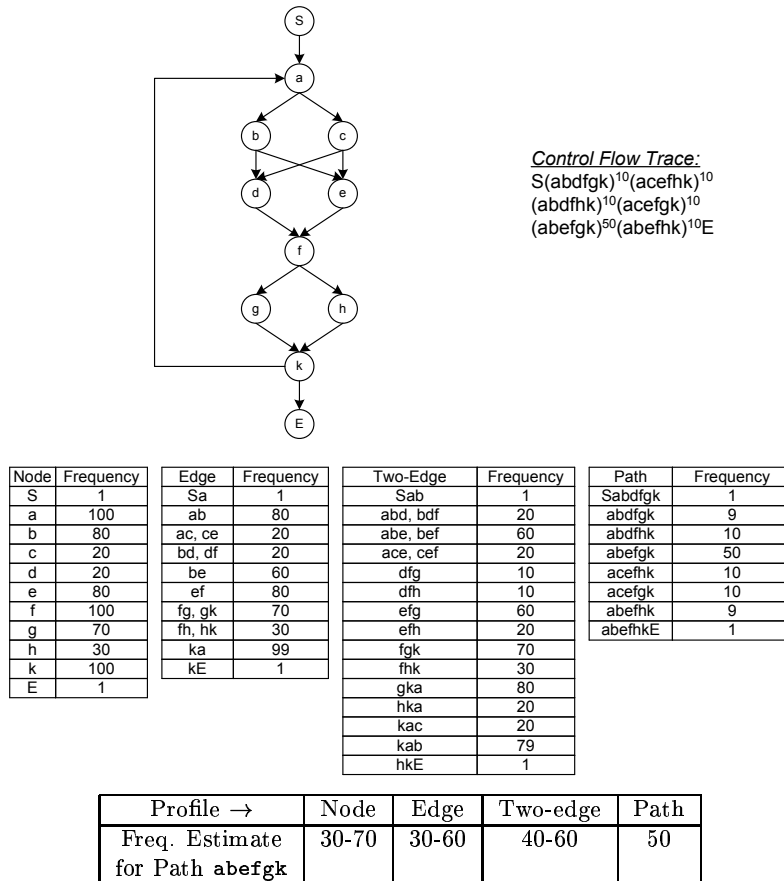 S
a
b c
d e
f
g h
k
E
Control Flow Trace:
S(abdfgk)¹⁰(acefhk)¹⁰
(abdfhk)¹⁰(acefgk)¹⁰
(abefgk)⁵⁰(abefhk)¹⁰E
Node Frequency
S 1
a 100
b 80
c 20
d 20
e 80
f 100
g 70
h 30
k 100
E 1
Edge Frequency
Sa 1
ab 80
ac, ce 20
bd, df 20
be 60
ef 80
fg, gk 70
fh, hk 30
ka 99
kE 1
Two-Edge Frequency
Sab 1
abd, bdf 20
abe, bef 60
ace, cef 20
dfg 10
dfh 10
efg 60
efh 20
fgk 70
fhk 30
gka 80
hka 20
kac 20
kab 79
hkE 1
Path Frequency
Sabdfgk 1
abdfgk 9
abdfhk 10
abefgk 50
acefhk 10
acefgk 10
abefhk 9
abefhkE 1
Profile → Node Edge Two-edge Path
Freq. Estimate 30-70 30-60 40-60 50
for Path abefgk